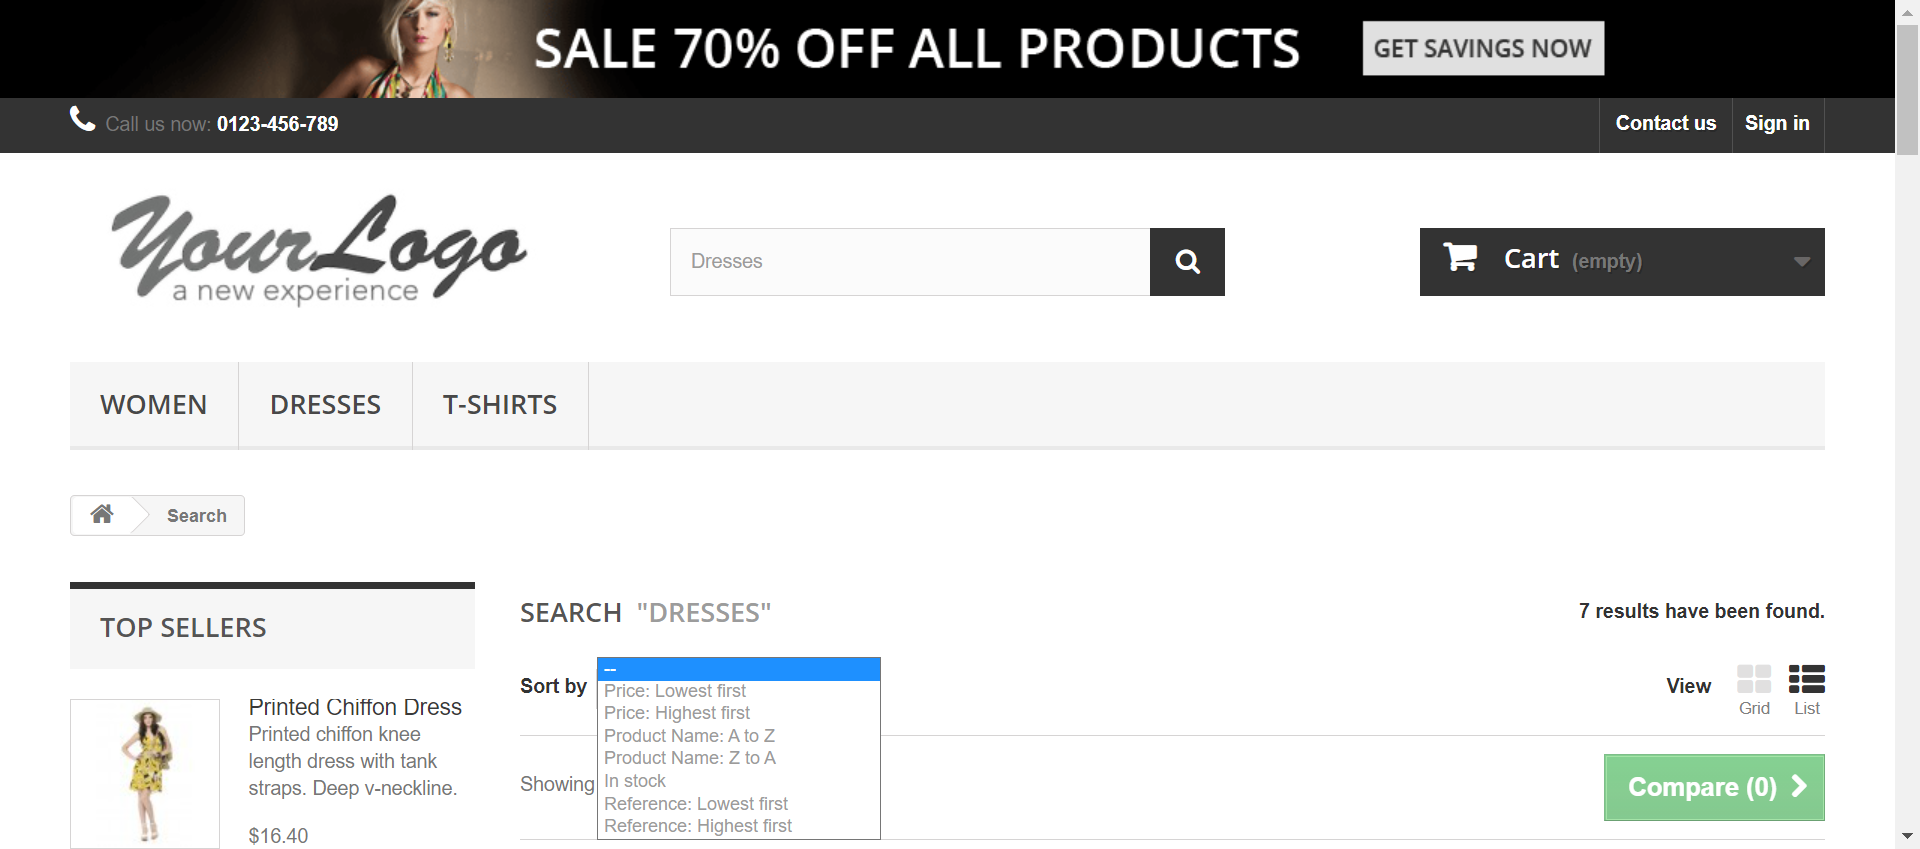 SALE 70% OFF ALL PRODUCTS
GET SAVINGS NOW
Call us now: 0123-456-789
Contact us
Sign in
YourLogo
a new experience
Dresses
Cart (empty)
WOMEN
DRESSES
T-SHIRTS
Search
TOP SELLERS
Printed Chiffon Dress
Printed chiffon knee
length dress with tank
straps. Deep v-neckline.
$16.40
SEARCH "DRESSES"
7 results have been found.
Sort by
--
Price: Lowest first
Price: Highest first
Product Name: A to Z
Product Name: Z to A
In stock
Reference: Lowest first
Reference: Highest first
View
Grid
List
Showing
Compare (0)